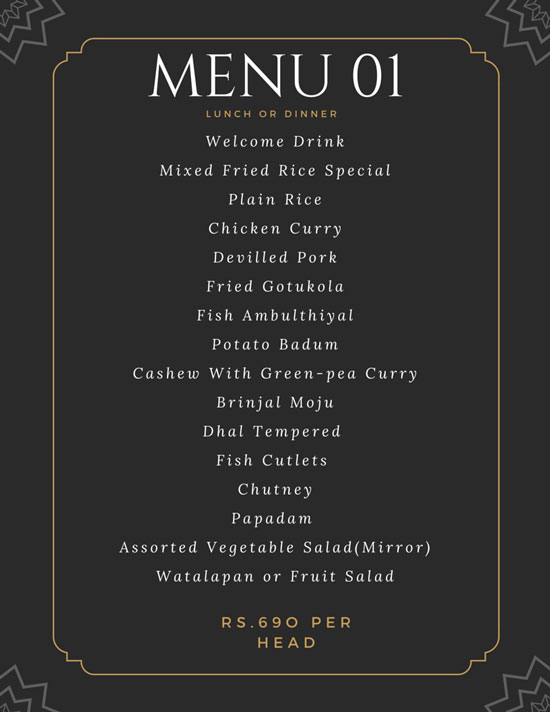 MENU 01
LUNCH OR DINNER
Welcome Drink
Mixed Fried Rice Special
Plain Rice
Chicken Curry
Devilled Pork
Fried Gotukola
Fish Ambulthiyal
Potato Badum
Cashew With Green-pea Curry
Brinjal Moju
Dhal Tempered
Fish Cutlets
Chutney
Papadam
Assorted Vegetable Salad(Mirror)
Watalapan or Fruit Salad
RS.690 PER
HEAD